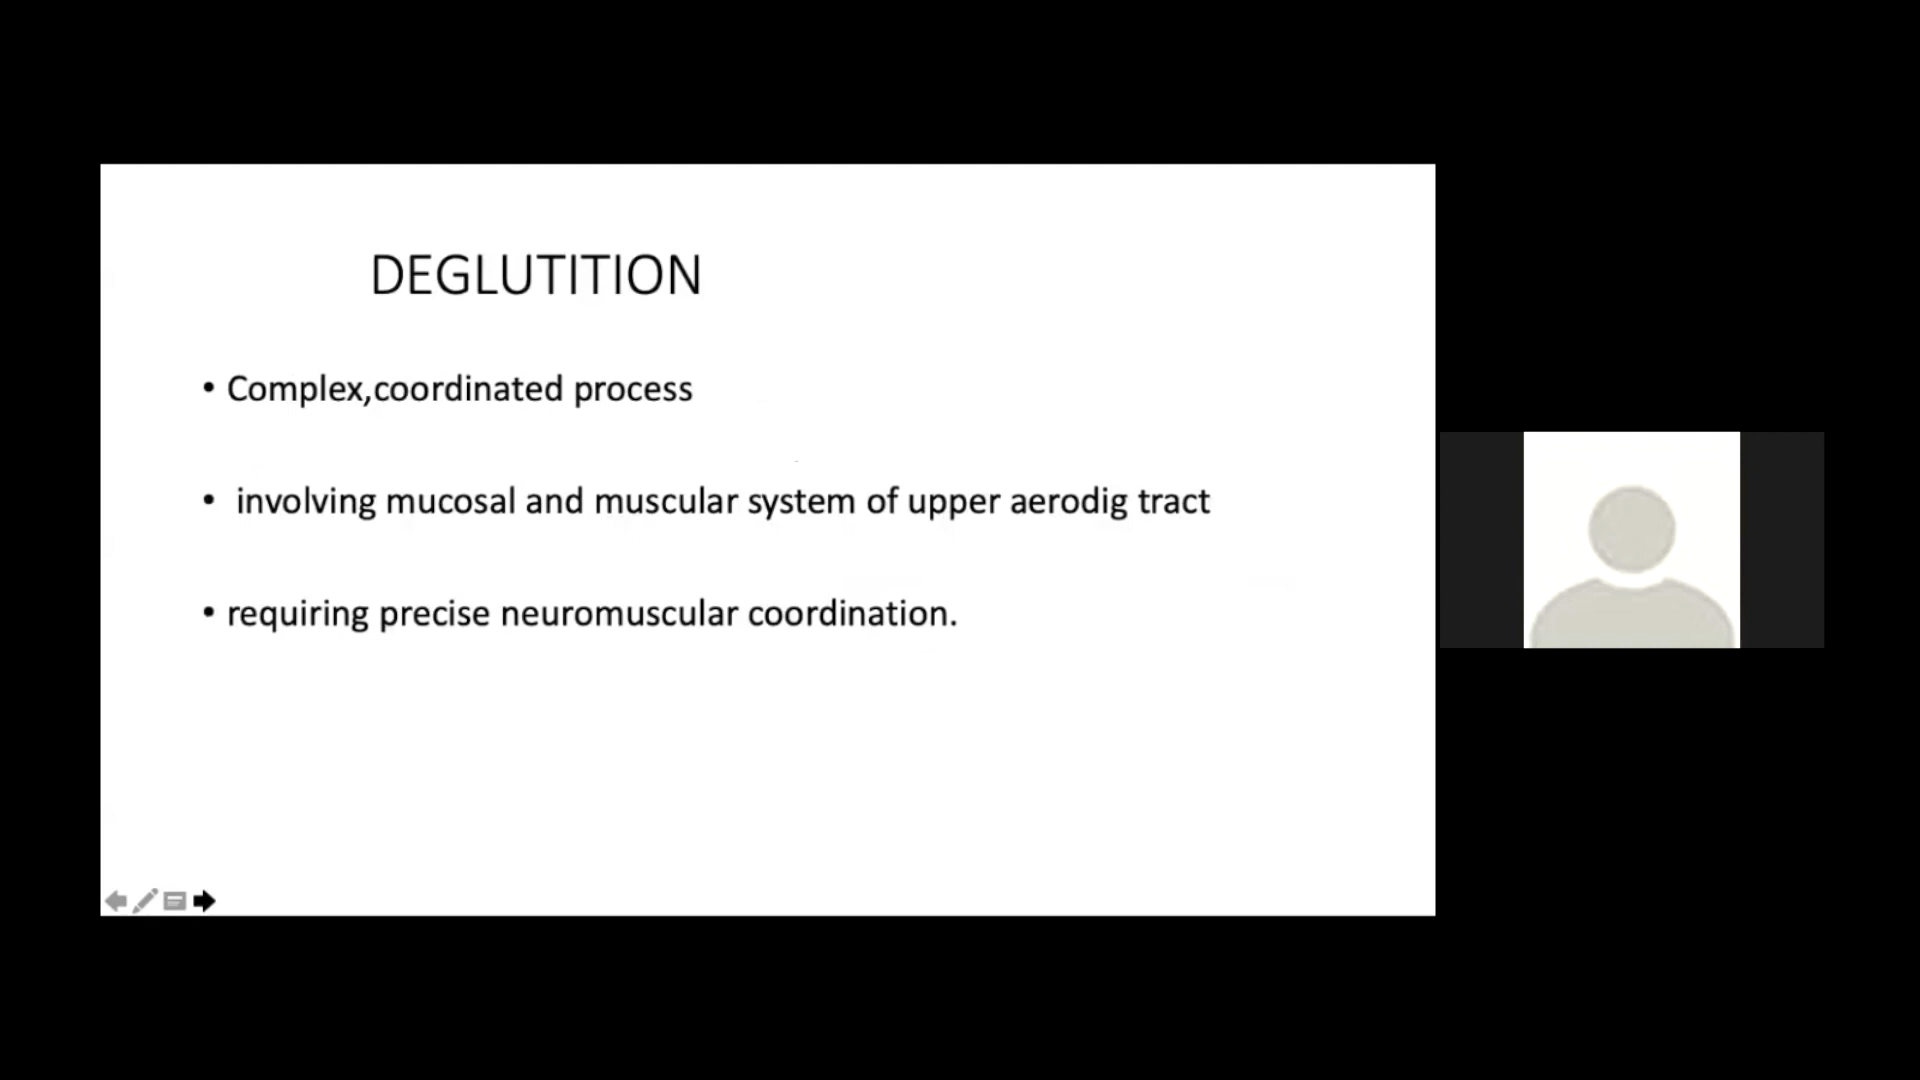 DEGLUTITION
• Complex,coordinated process
• involving mucosal and muscular system of upper aerodig tract
• requiring precise neuromuscular coordination.